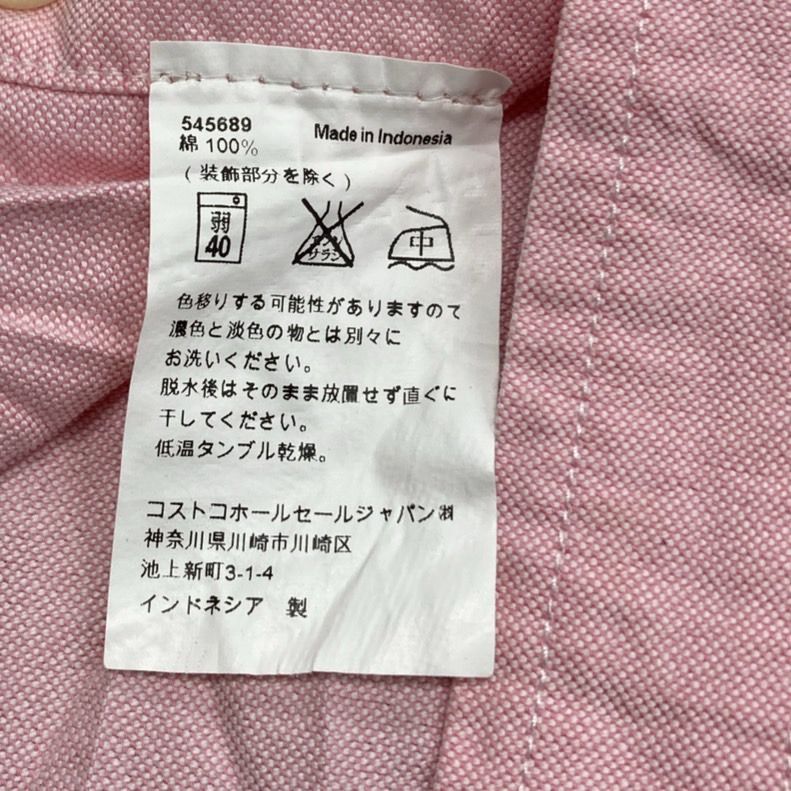 545689
Made in Indonesia
綿 100%
(装飾部分を除く)
弱
40
エンソ
サラシ
中
色移りする可能性がありますので
濃色と淡色の物とは別々に
お洗いください。
脱水後はそのまま放置せず直ぐに
干してください。
低温タンブル乾燥。
コストコホールセールジャパン㈱
神奈川県川崎市川崎区
池上新町3-1-4
インドネシア 製